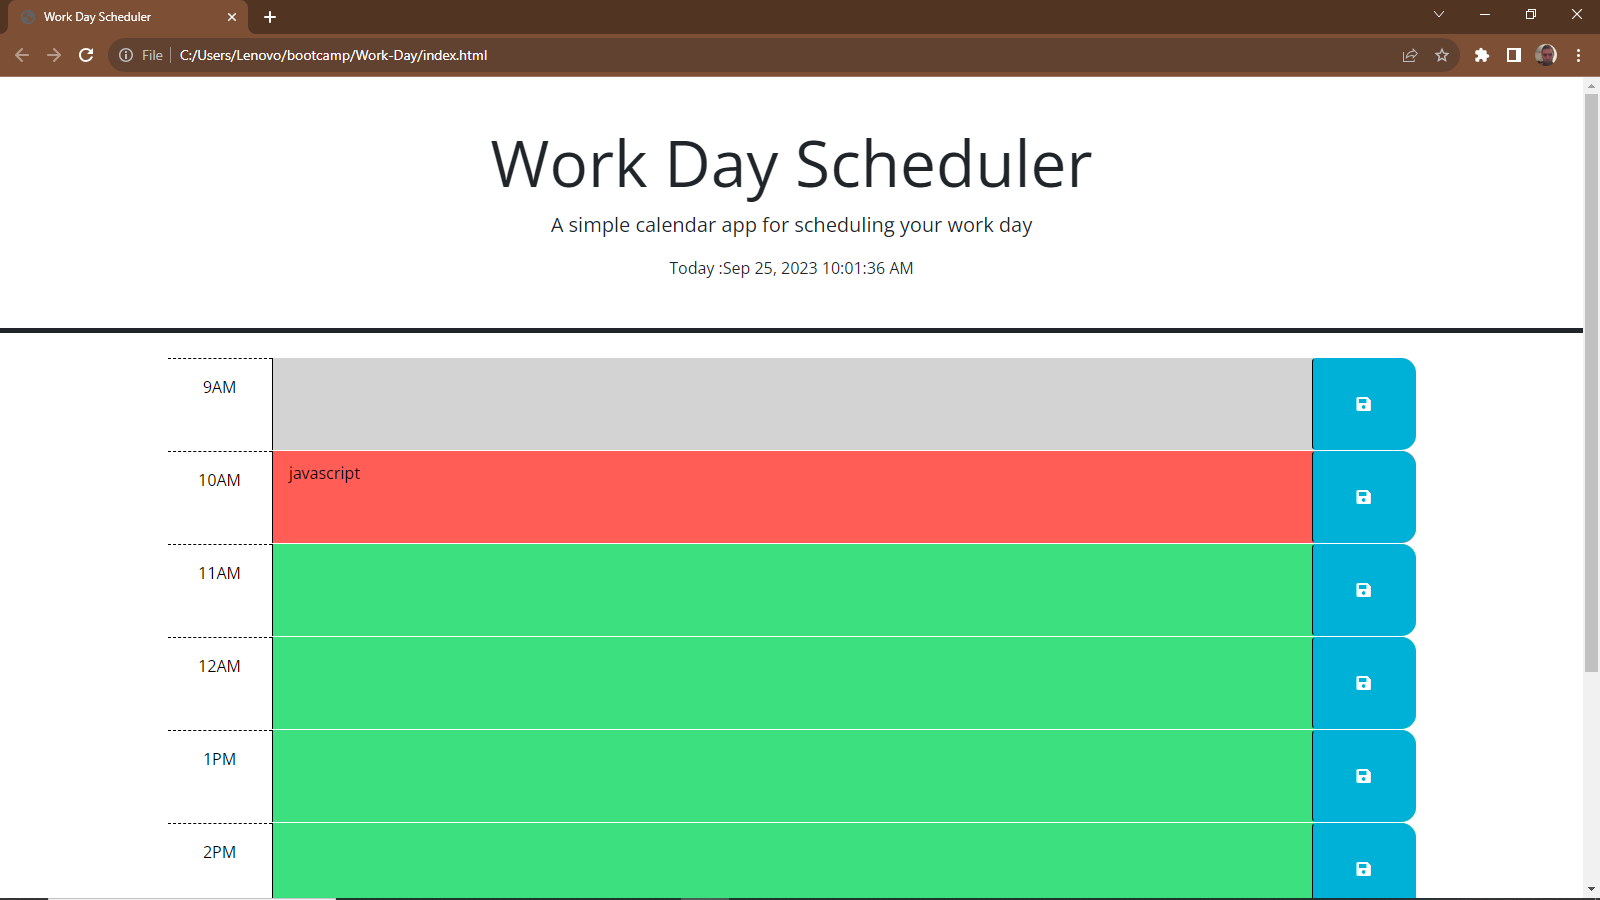 Work Day Scheduler
File C:/Users/Lenovo/bootcamp/Work-Day/index.html
Work Day Scheduler
A simple calendar app for scheduling your work day
Today :Sep 25, 2023 10:01:36 AM
9AM
10AM javascript
11AM
12AM
1PM
2PM